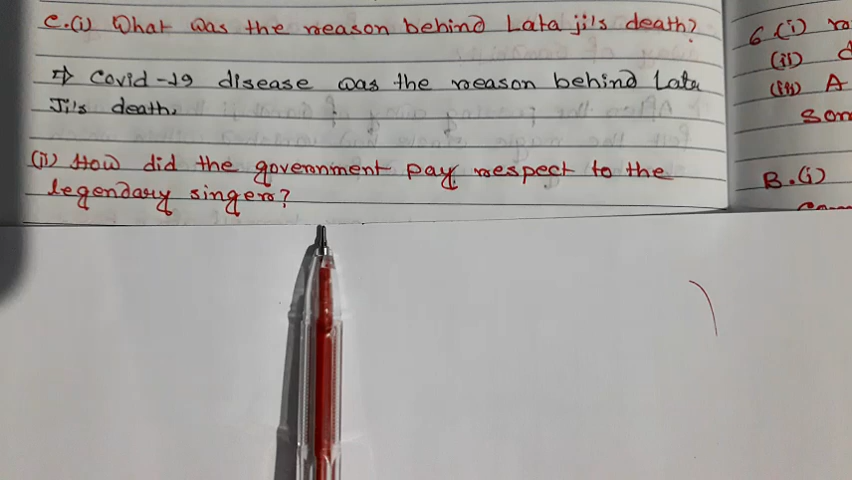 C.(i) What was the reason behind Lata ji's death?
⇒ Covid-19 disease was the reason behind Lata
Ji's death.
(ii) How did the government pay respect to the
legendary singer?
6.(i)
(ii)
(iii) A
som
B.(i)